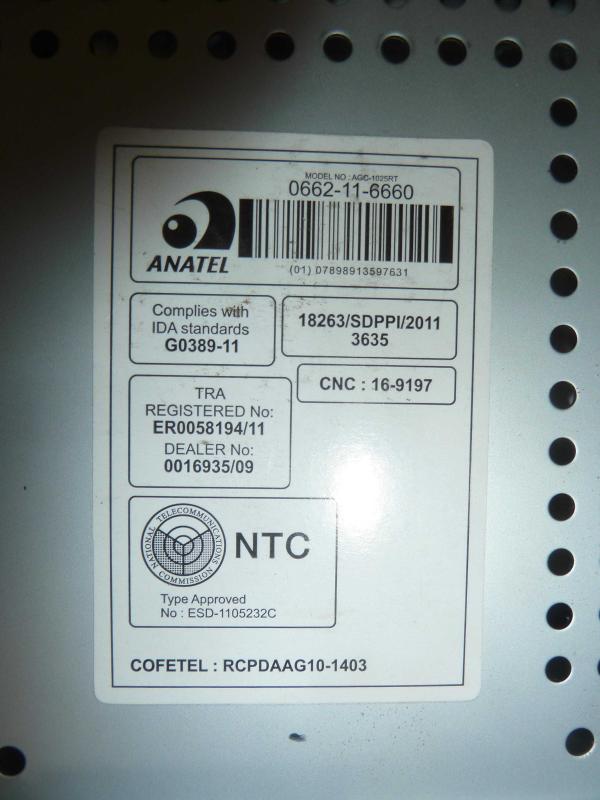 MODEL NO : AGC-1025RT
0662-11-6660
ANATEL
(01) 07898913597631
Complies with
IDA standards
G0389-11
18263/SDPPI/2011
3635
CNC : 16-9197
TRA
REGISTERED No:
ER0058194/11
DEALER No:
0016935/09
NATIONAL TELECOMMUNICATIONS
COMMISSION
NTC
Type Approved
No : ESD-1105232C
COFETEL : RCPDAAG10-1403